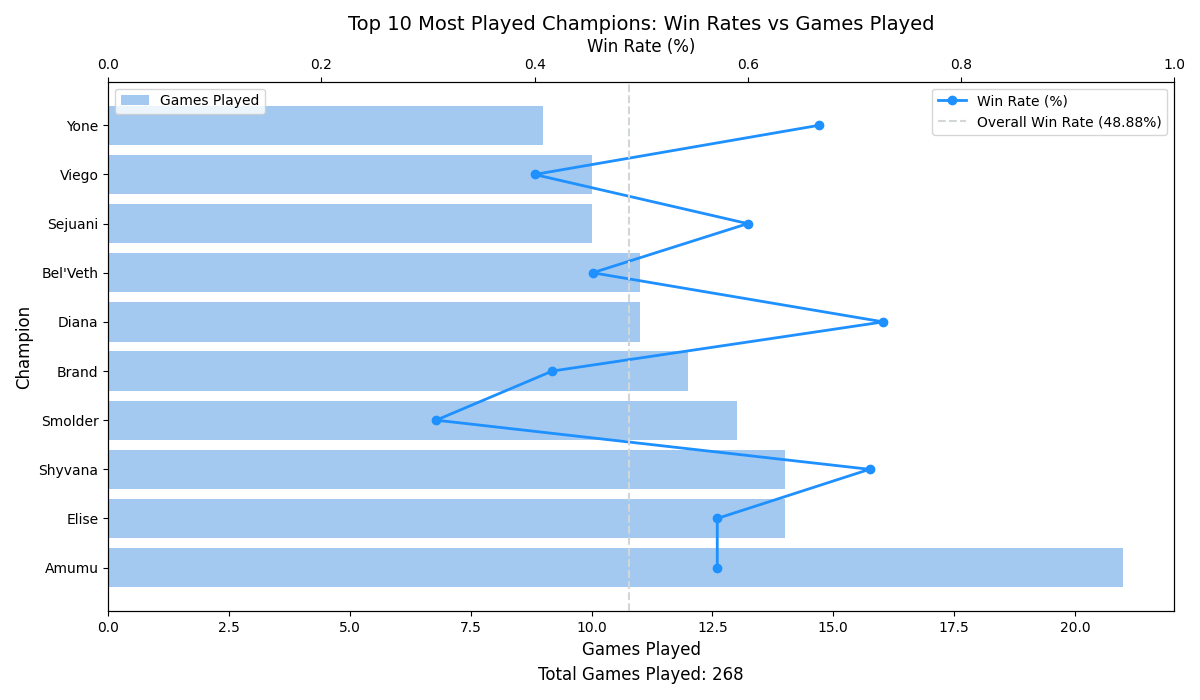 Top 10 Most Played Champions: Win Rates vs Games Played
Win Rate (%)
0.0 0.2 0.4 0.6 0.8 1.0
Games Played
Win Rate (%)
Overall Win Rate (48.88%)
Champion
Yone
Viego
Sejuani
Bel'Veth
Diana
Brand
Smolder
Shyvana
Elise
Amumu
0.0 2.5 5.0 7.5 10.0 12.5 15.0 17.5 20.0
Games Played
Total Games Played: 268